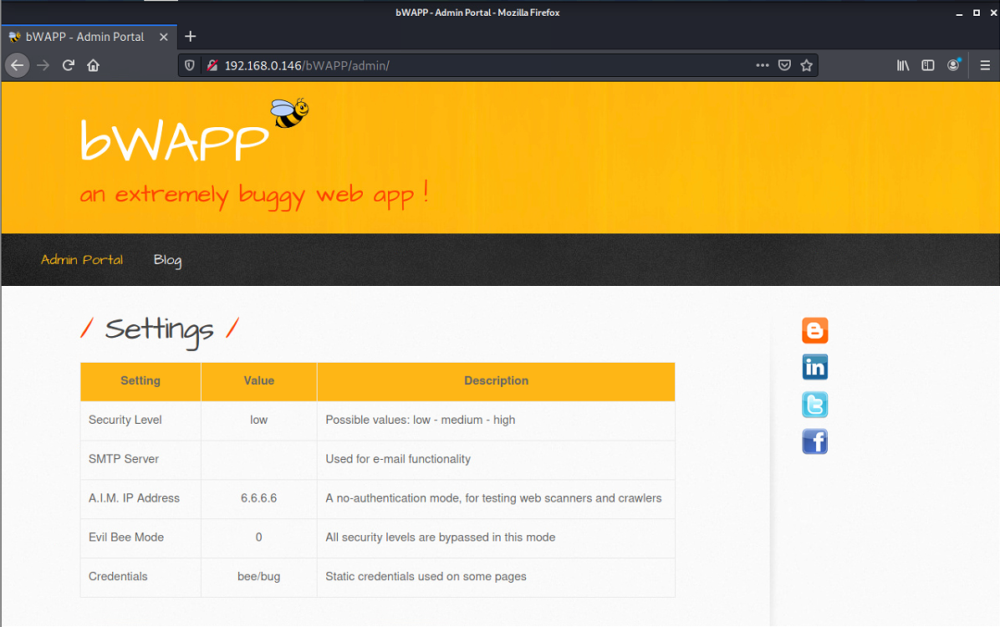 bWAPP - Admin Portal - Mozilla Firefox
bWAPP - Admin Portal
192.168.0.146/bWAPP/admin/
bWAPP
an extremely buggy web app !
Admin Portal Blog
/ Settings /
Setting Value Description
Security Level low Possible values: low - medium - high
SMTP Server Used for e-mail functionality
A.I.M. IP Address 6.6.6.6 A no-authentication mode, for testing web scanners and crawlers
Evil Bee Mode 0 All security levels are bypassed in this mode
Credentials bee/bug Static credentials used on some pages